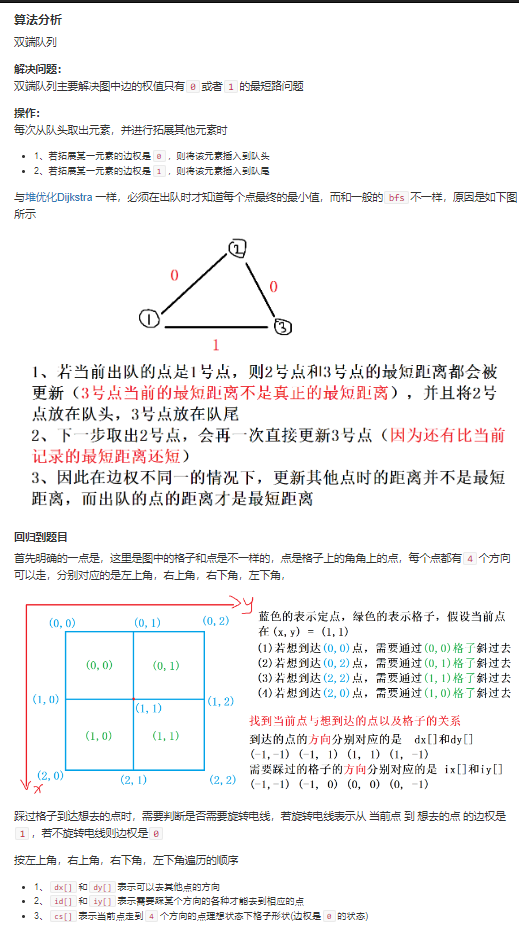 算法分析
双端队列
解决问题：
双端队列主要解决图中边的权值只有 0 或者 1 的最短路问题
操作：
每次从队头取出元素，并进行拓展其他元素时
• 1、若拓展某一元素的边权是 0 ，则将该元素插入到队头
• 2、若拓展某一元素的边权是 1 ，则将该元素插入到队尾
与堆优化Dijkstra 一样，必须在出队时才知道每个点最终的最小值，而和一般的 bfs 不一样，原因是如下图
所示
2
0
0
1
3
1
1、若当前出队的点是1号点，则2号点和3号点的最短距离都会被
更新（3号点当前的最短距离不足真正的最短距离），并且将2号
点放在队头，3号点放在队尾
2、下一步取出2号点，会再一次直接更新3号点（因为还有比当前
记录的最短距离还短）
3、因此在边权不同一的情况下，更新其他点时的距离并不是最短
距离，而出队的点的距离才是最短距离
回归到题目
首先明确的一点是，这里是图中的格子和点是不一样的，点是格子上的角角上的点，每个点都有 4 个方向
可以走，分别对应的是左上角，右上角，右下角，左下角，
y
(0,0)
(0,1)
(0,2)
(0,0)
(0,1)
(1,0)
(1,1)
(1,2)
(1,0)
(1,1)
(2,0)
(2,1)
(2,2)
x
蓝色的表示定点，绿色的表示格子，假设当前点
在(x,y) = (1,1)
(1)若想到达(0,0)点，需要通过(0,0)格了斜过去
(2)若想到达(0,2)点，需要通过(0,1)格了斜过去
(3)若想到达(2,2)点，需要通过(1,1)格了斜过去
(4)若想到达(2,0)点，需要通过(1,0)格了斜过去
找到当前点与想到达的点以及格子的关系
到达的点的方向分别对应的是 dx[]和dy[]
(-1,-1) (-1, 1) (1, 1) (1, -1)
需要踩过的格子的方向分别对应的是 ix[]和iy[]
(-1,-1) (-1, 0) (0, 0) (0, -1)
踩过格子到达想去的点时，需要判断是否需要旋转电线，若旋转电线表示从 当前点 到 想去的点 的边权是
1 ，若不旋转电线则边权是 0
按左上角，右上角，右下角，左下角遍历的顺序
• 1、 dx[] 和 dy[] 表示可以去其他点的方向
• 2、 id[] 和 iy[] 表示需要踩某个方向的各种才能去到相应的点
• 3、 cs[] 表示当前点走到 4 个方向的点理想状态下格子形状(边权是 0 的状态)